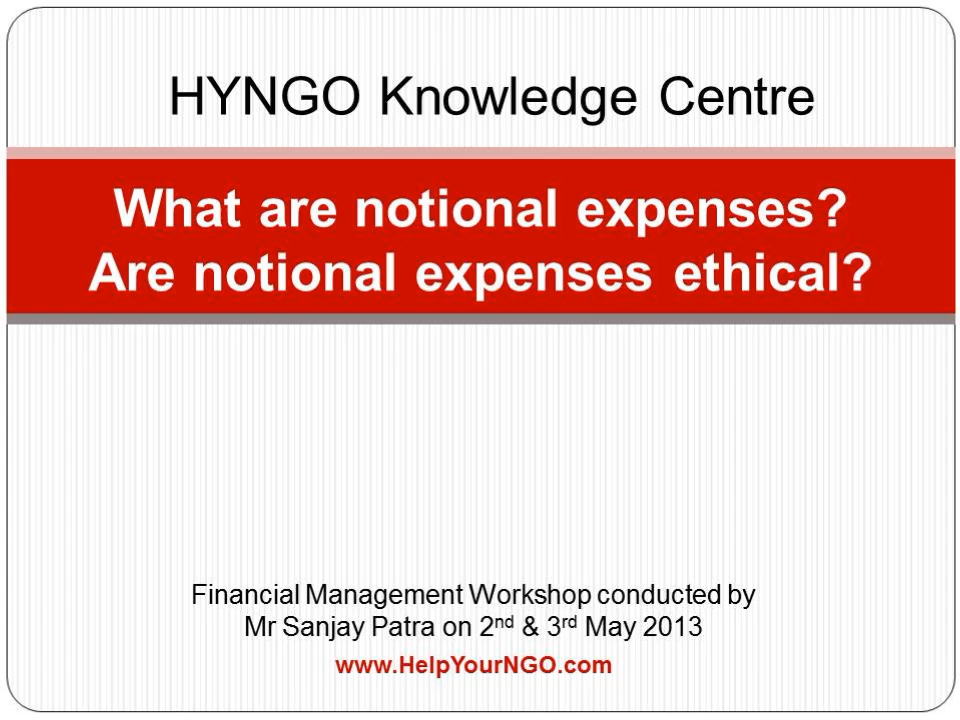 HYNGO Knowledge Centre
What are notional expenses?
Are notional expenses ethical?
Financial Management Workshop conducted by
Mr Sanjay Patra on 2nd & 3rd May 2013
www.HelpYourNGO.com